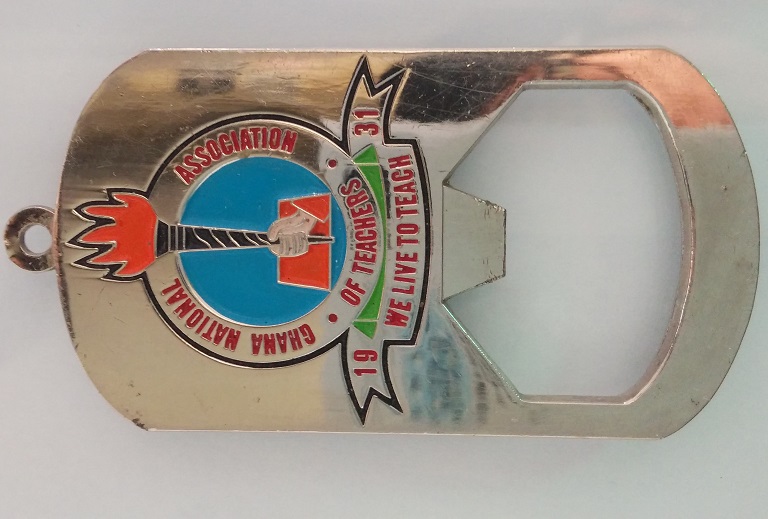 GHANA NATIONAL ASSOCIATION
OF TEACHERS
19 31
WE LIVE TO TEACH